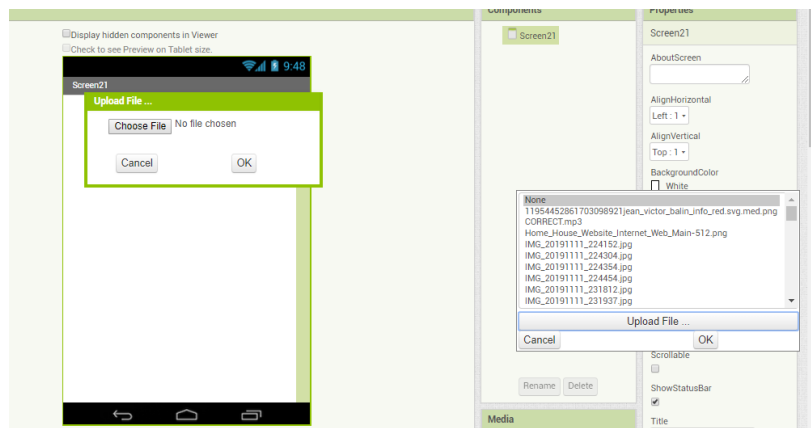 Components
Properties
Display hidden components in Viewer
Check to see Preview on Tablet size.
9:48
Screen21
Upload File ...
Choose File No file chosen
Cancel
OK
Screen21
Rename
Delete
Media
Screen21
AboutScreen
AlignHorizontal
Left : 1
AlignVertical
Top : 1
BackgroundColor
White
None
11954452861703098921jean_victor_balin_info_red.svg.med.png
CORRECT.mp3
Home_House_Website_Internet_Web_Main-512.png
IMG_20191111_224152.jpg
IMG_20191111_224304.jpg
IMG_20191111_224354.jpg
IMG_20191111_224454.jpg
IMG_20191111_231812.jpg
IMG_20191111_231937.jpg
Upload File ...
Cancel
OK
Scrollable
ShowStatusBar
Title